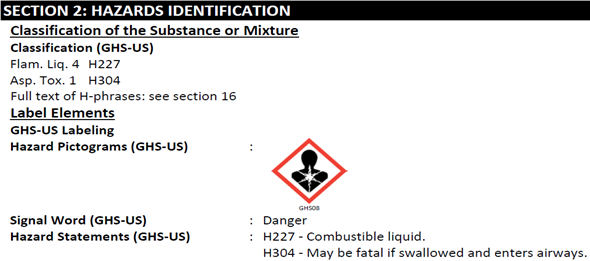 SECTION 2: HAZARDS IDENTIFICATION
Classification of the Substance or Mixture
Classification (GHS-US)
Flam. Liq. 4 H227
Asp. Tox. 1 H304
Full text of H-phrases: see section 16
Label Elements
GHS-US Labeling
Hazard Pictograms (GHS-US) :
GHS08
Signal Word (GHS-US) : Danger
Hazard Statements (GHS-US) : H227 - Combustible liquid.
H304 - May be fatal if swallowed and enters airways.